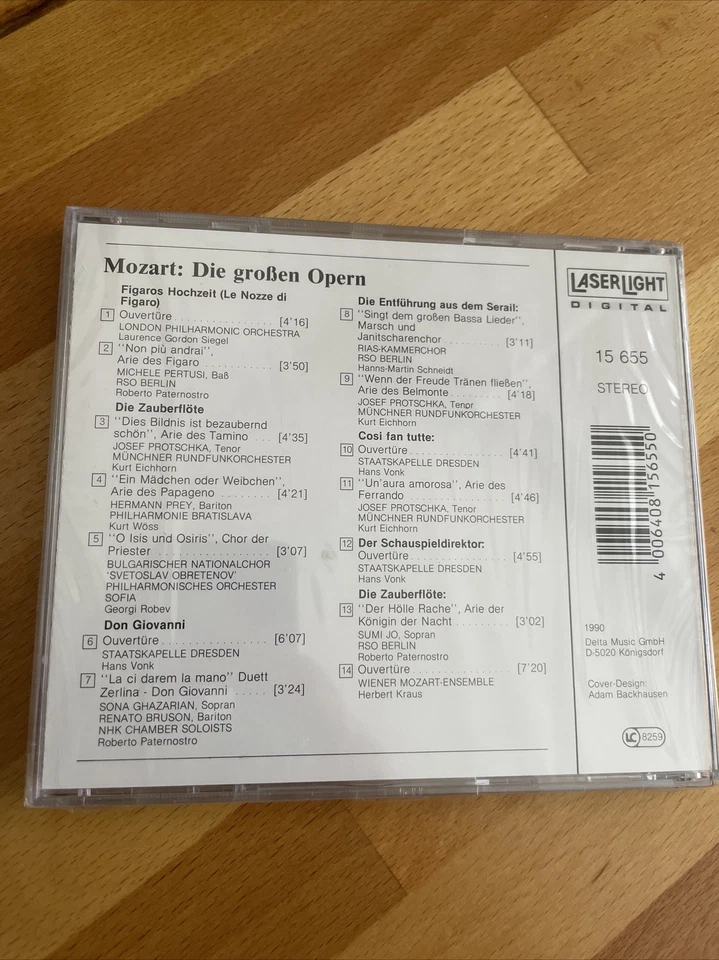 Mozart: Die großen Opern
Figaros Hochzeit (Le Nozze di
Figaro)
1 Ouvertüre . . . . . . . . . . . . . . . [4'16]
LONDON PHILHARMONIC ORCHESTRA
Laurence Gordon Siegel
2 "Non più andrai",
Arie des Figaro . . . . . . . . . [3'50]
MICHELE PERTUSI, Baß
RSO BERLIN
Roberto Paternostro
Die Zauberflöte
3 "Dies Bildnis ist bezaubernd
schön", Arie des Tamino . . . [4'35]
JOSEF PROTSCHKA, Tenor
MÜNCHNER RUNDFUNKORCHESTER
Kurt Eichhorn
4 "Ein Mädchen oder Weibchen",
Arie des Papageno . . . . . . . . [4'21]
HERMANN PREY, Bariton
PHILHARMONIE BRATISLAVA
Kurt Wöss
5 "O Isis und Osiris", Chor der
Priester . . . . . . . . . . . . . . . . . [3'07]
BULGARISCHER NATIONALCHOR
'SVETOSLAV OBRETENOV'
PHILHARMONISCHES ORCHESTER
SOFIA
Georgi Robev
Don Giovanni
6 Ouvertüre . . . . . . . . . . . . . . . [6'07]
STAATSKAPELLE DRESDEN
Hans Vonk
7 "La ci darem la mano" Duett
Zerlina - Don Giovanni . . . . . [3'24]
SONA GHAZARIAN, Sopran
RENATO BRUSON, Bariton
NHK CHAMBER SOLOISTS
Roberto Paternostro
Die Entführung aus dem Serail:
8 "Singt dem großen Bassa Lieder",
Marsch und
Janitscharenchor . . . . . . . . . [3'11]
RIAS-KAMMERCHOR
RSO BERLIN
Hanns-Martin Schneidt
9 "Wenn der Freude Tränen fließen",
Arie des Belmonte . . . . . . . . [4'18]
JOSEF PROTSCHKA, Tenor
MÜNCHNER RUNDFUNKORCHESTER
Kurt Eichhorn
Cosi fan tutte:
10 Ouvertüre . . . . . . . . . . . . . . . [4'41]
STAATSKAPELLE DRESDEN
Hans Vonk
11 "Un'aura amorosa", Arie des
Ferrando . . . . . . . . . . . . . . . . [4'46]
JOSEF PROTSCHKA, Tenor
MÜNCHNER RUNDFUNKORCHESTER
Kurt Eichhorn
12 Der Schauspieldirektor:
Ouvertüre . . . . . . . . . . . . . . . [4'55]
STAATSKAPELLE DRESDEN
Hans Vonk
Die Zauberflöte:
13 "Der Hölle Rache", Arie der
Königin der Nacht . . . . . . . . [3'02]
SUMI JO, Sopran
RSO BERLIN
Roberto Paternostro
14 Ouvertüre . . . . . . . . . . . . . . . [7'20]
WIENER MOZART-ENSEMBLE
Herbert Kraus
LASERLIGHT
DIGITAL
15 655
STEREO
4 006408 156550
1990
Delta Music GmbH
D-5020 Königsdorf
Cover-Design:
Adam Backhausen
LC 8259